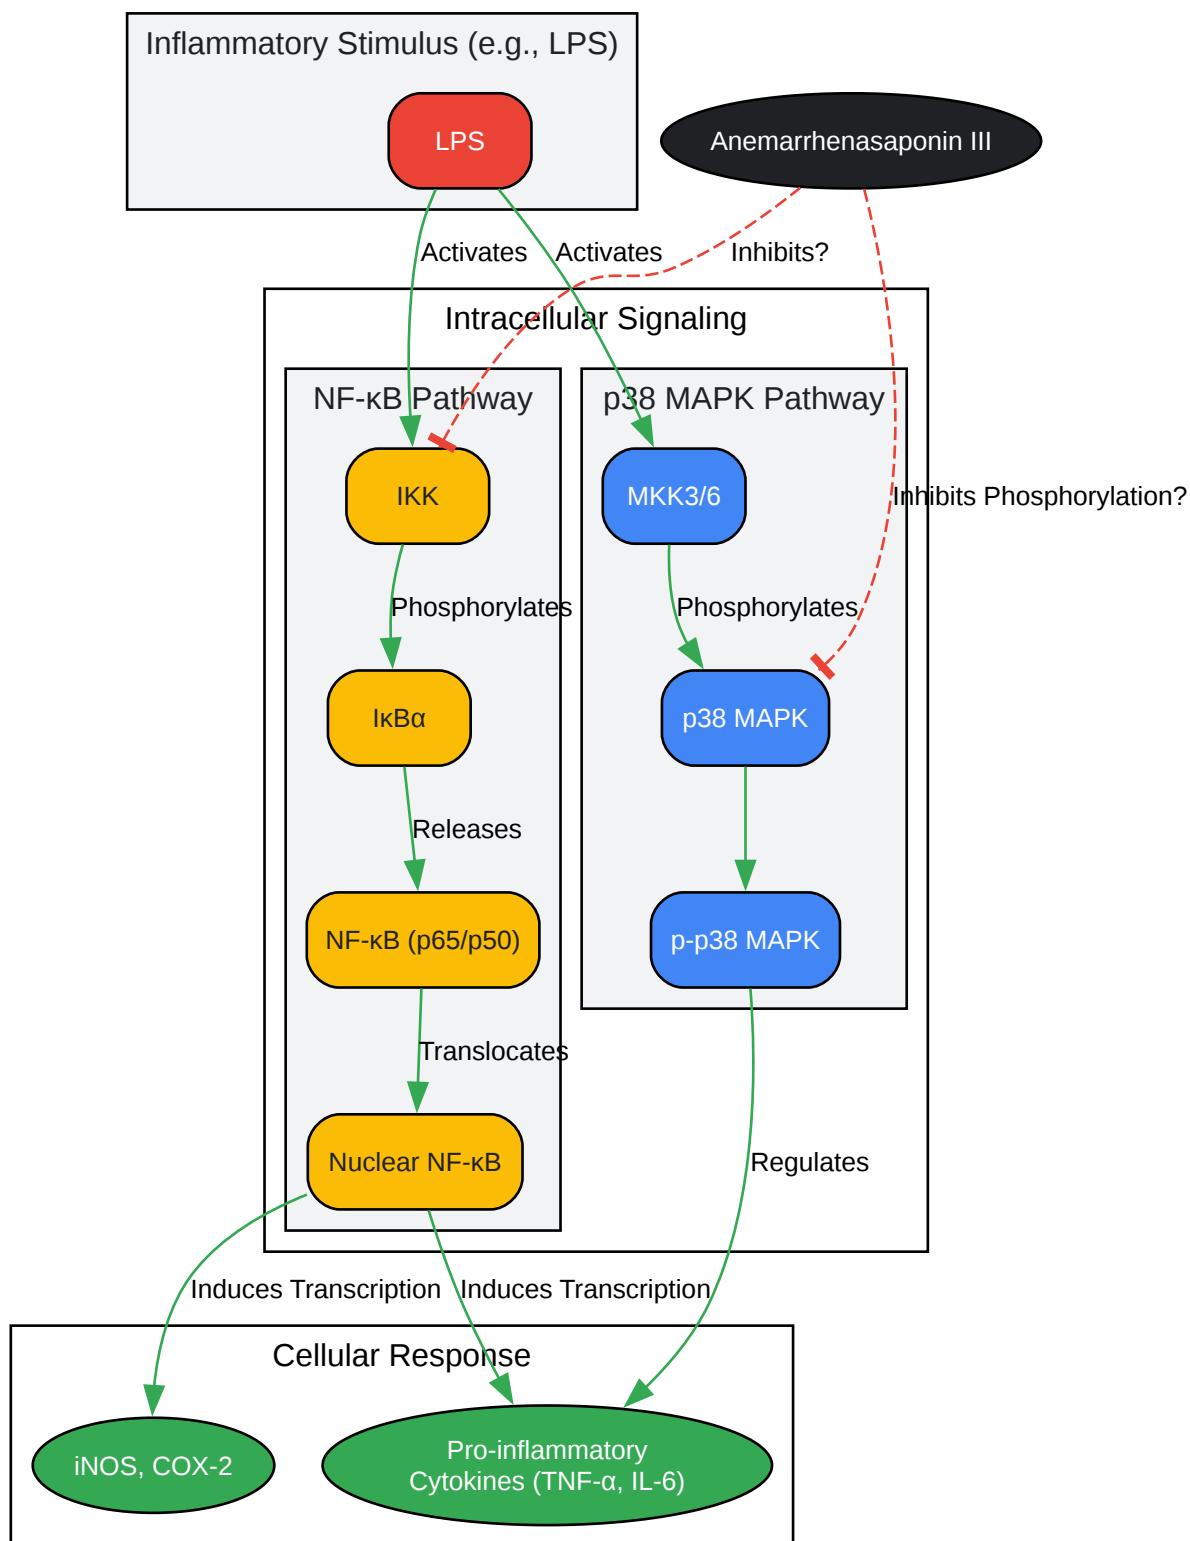 Inflammatory Stimulus (e.g., LPS)
LPS
Anemarrhenasaponin III
Activates
Activates
Inhibits?
Intracellular Signaling
NF-κB Pathway
p38 MAPK Pathway
IKK
MKK3/6
Inhibits Phosphorylation?
Phosphorylates
Phosphorylates
IκBα
p38 MAPK
Releases
NF-κB (p65/p50)
p-p38 MAPK
Translocates
Nuclear NF-κB
Regulates
Induces Transcription
Induces Transcription
Cellular Response
iNOS, COX-2
Pro-inflammatory
Cytokines (TNF-α, IL-6)